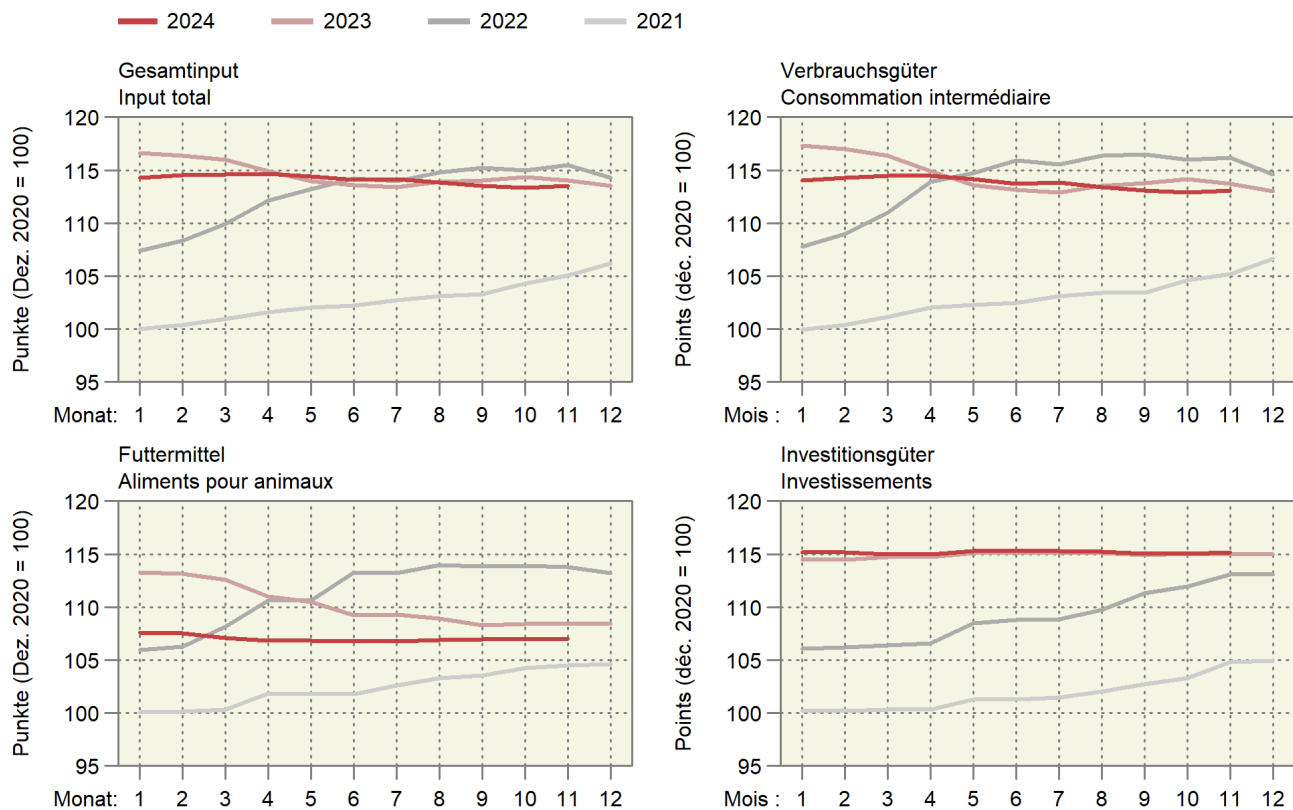 2024 2023 2022 2021
Gesamtinput
Input total
Punkte (Dez. 2020 = 100)
120
115
110
105
100
95
Monat: 1 2 3 4 5 6 7 8 9 10 11 12
Verbrauchsgüter
Consommation intermédiaire
Points (déc. 2020 = 100)
120
115
110
105
100
95
Mois : 1 2 3 4 5 6 7 8 9 10 11 12
Futtermittel
Aliments pour animaux
Punkte (Dez. 2020 = 100)
120
115
110
105
100
95
Monat: 1 2 3 4 5 6 7 8 9 10 11 12
Investitionsgüter
Investissements
Points (déc. 2020 = 100)
120
115
110
105
100
95
Mois : 1 2 3 4 5 6 7 8 9 10 11 12